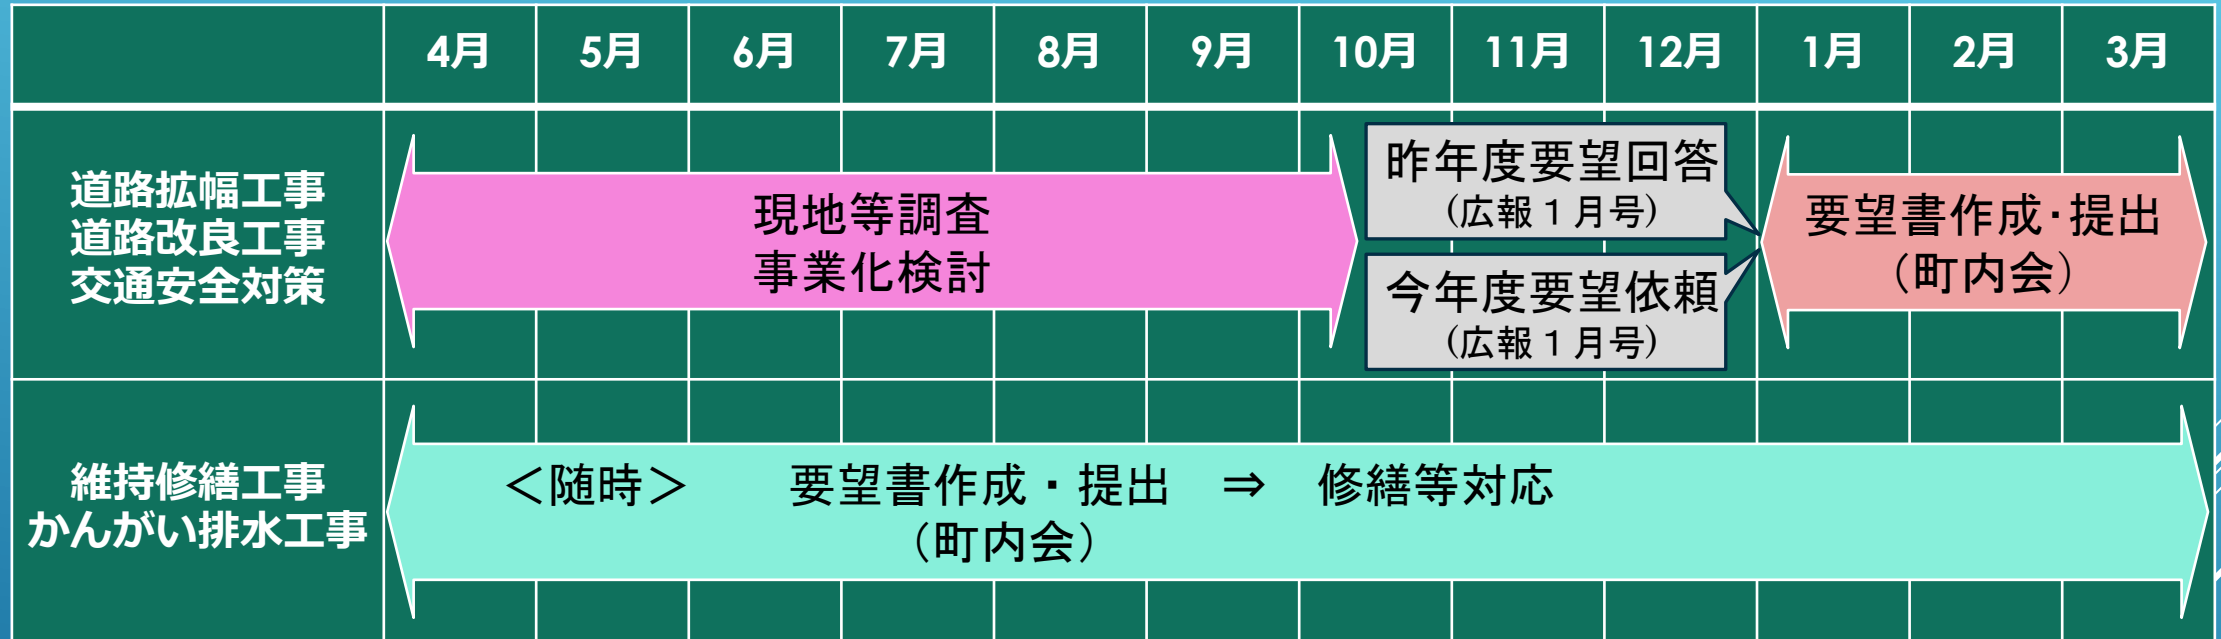 4月 5月 6月 7月 8月 9月 10月 11月 12月 1月 2月 3月
道路拡幅工事
道路改良工事
交通安全対策
現地等調査
事業化検討
昨年度要望回答
(広報１月号)
今年度要望依頼
(広報１月号)
要望書作成･提出
（町内会）
維持修繕工事
かんがい排水工事
＜随時＞　　要望書作成・提出　⇒　修繕等対応
（町内会）